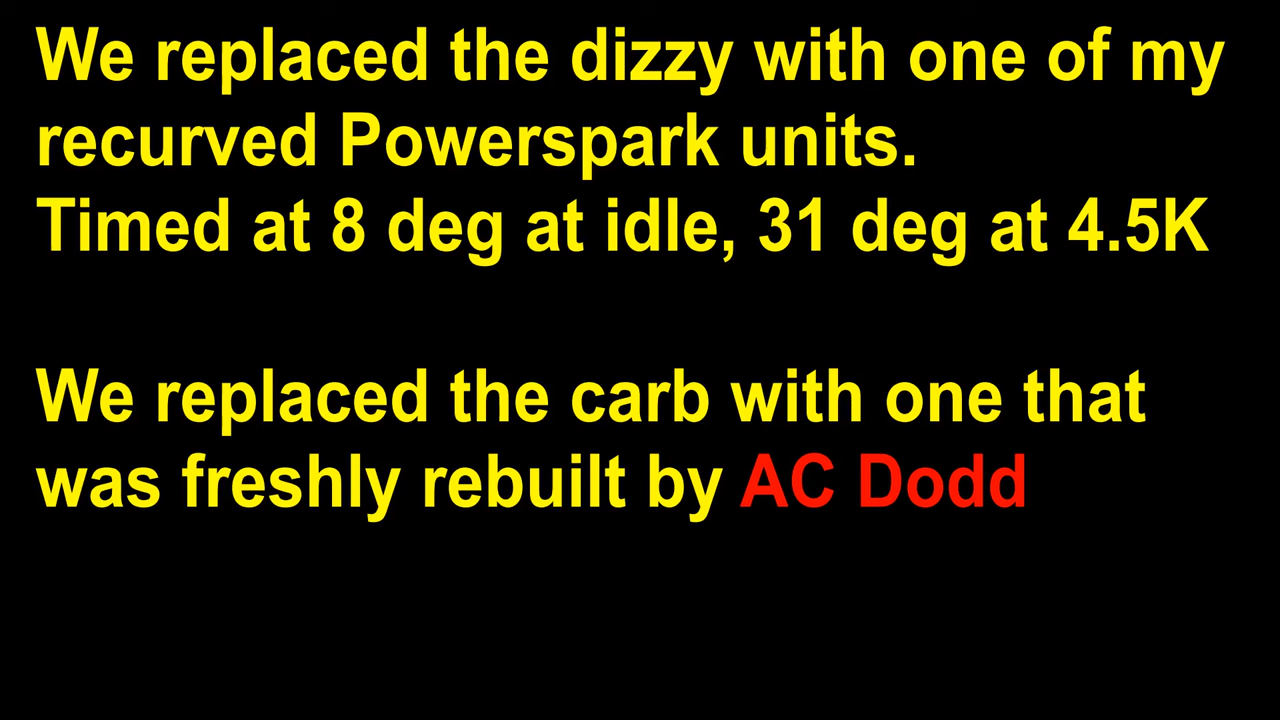 We replaced the dizzy with one of my
recurved Powerspark units.
Timed at 8 deg at idle, 31 deg at 4.5K
We replaced the carb with one that
was freshly rebuilt by AC Dodd